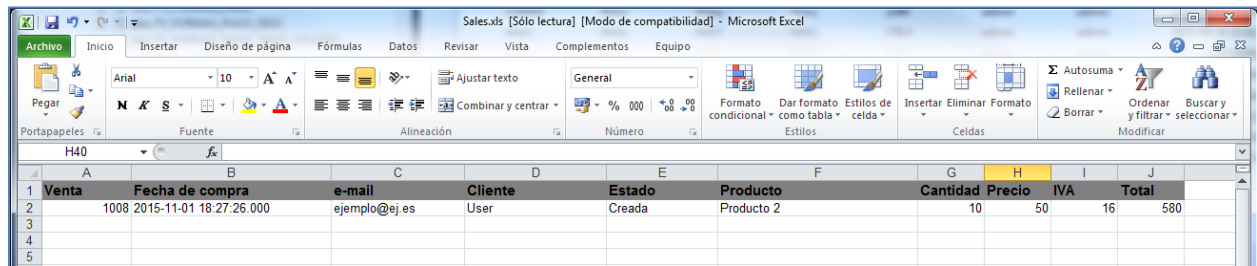 Sales.xls [Sólo lectura] [Modo de compatibilidad] - Microsoft Excel
Archivo Inicio Insertar Diseño de página Fórmulas Datos Revisar Vista Complementos Equipo
Pegar
Portapapeles
Arial 10
N K S
Fuente
Ajustar texto
Combinar y centrar
Alineación
General
% 000
Número
Formato condicional
Dar formato como tabla
Estilos de celda
Estilos
Insertar Eliminar Formato
Celdas
Σ Autosuma
Rellenar
Borrar
Ordenar y filtrar
Buscar y seleccionar
Modificar
H40 fx
A B C D E F G H I J
1 Venta Fecha de compra e-mail Cliente Estado Producto Cantidad Precio IVA Total
2 1008 2015-11-01 18:27:26.000 ejemplo@ej.es User Creada Producto 2 10 50 16 580
3
4
5